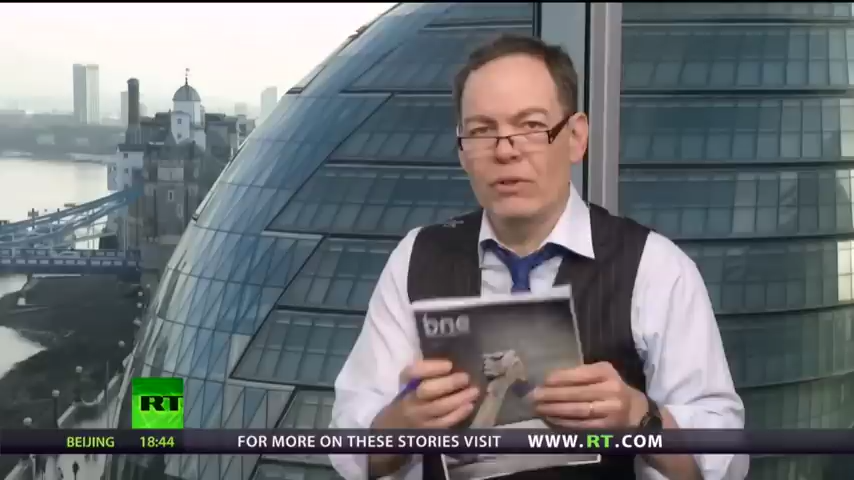 bne
RT
BEIJING 18:44 FOR MORE ON THESE STORIES VISIT WWW.RT.COM